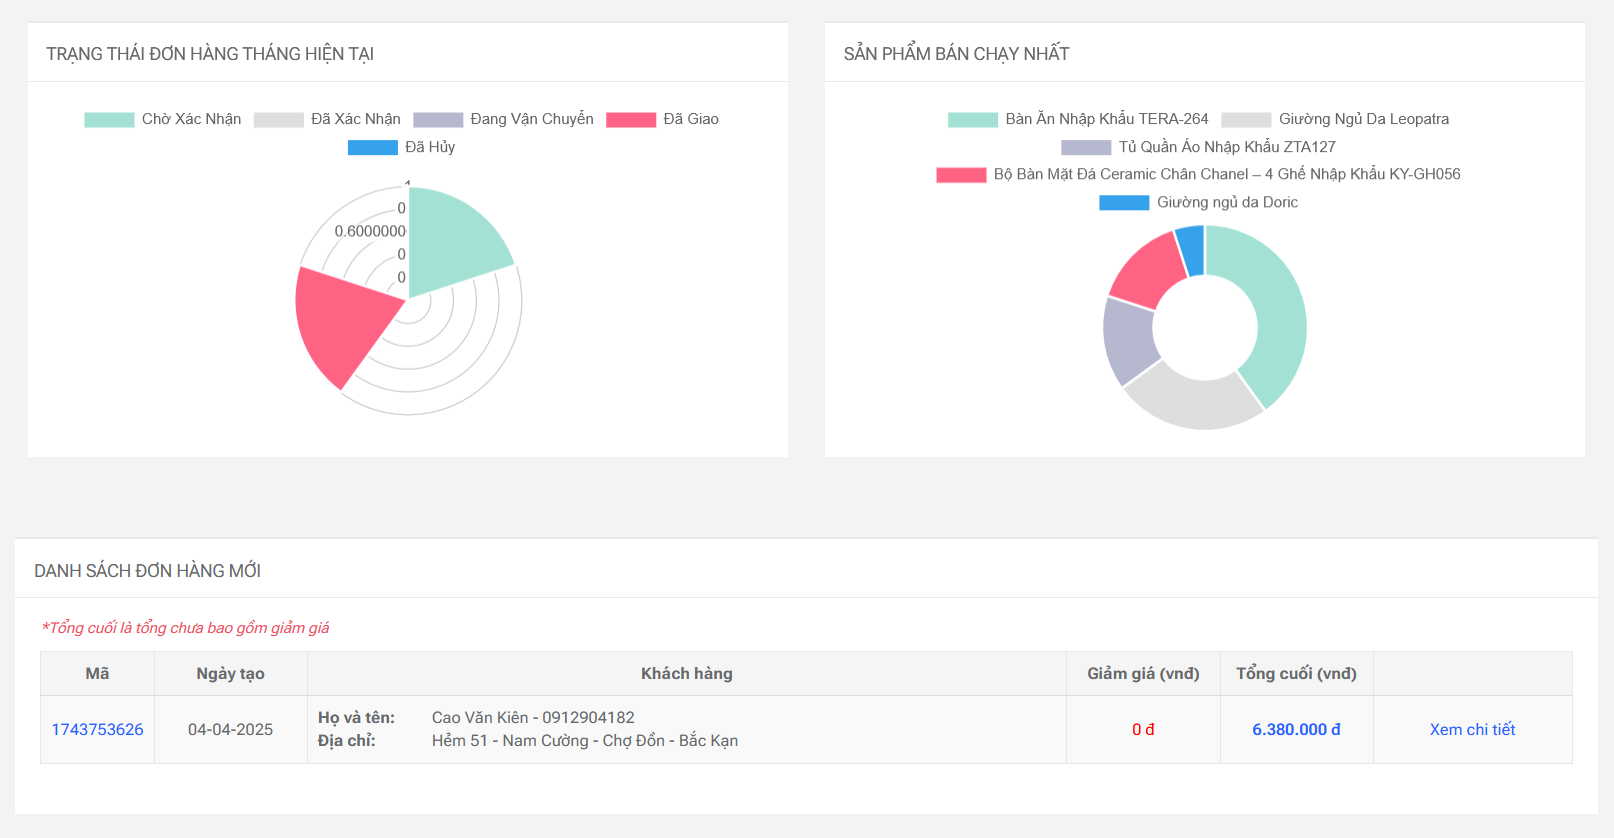 TRẠNG THÁI ĐƠN HÀNG THÁNG HIỆN TẠI
Chờ Xác Nhận Đã Xác Nhận Đang Vận Chuyển Đã Giao
Đã Hủy
1
0
0.6000000
0
0
SẢN PHẨM BÁN CHẠY NHẤT
Bàn Ăn Nhập Khẩu TERA-264 Giường Ngủ Da Leopatra
Tủ Quần Áo Nhập Khẩu ZTA127
Bộ Bàn Mặt Đá Ceramic Chân Chanel – 4 Ghế Nhập Khẩu KY-GH056
Giường ngủ da Doric
DANH SÁCH ĐƠN HÀNG MỚI
*Tổng cuối là tổng chưa bao gồm giảm giá
Mã Ngày tạo Khách hàng Giảm giá (vnđ) Tổng cuối (vnđ)
1743753626 04-04-2025 Họ và tên: Cao Văn Kiên - 0912904182 0 đ 6.380.000 đ Xem chi tiết
Địa chỉ: Hẻm 51 - Nam Cường - Chợ Đồn - Bắc Kạn